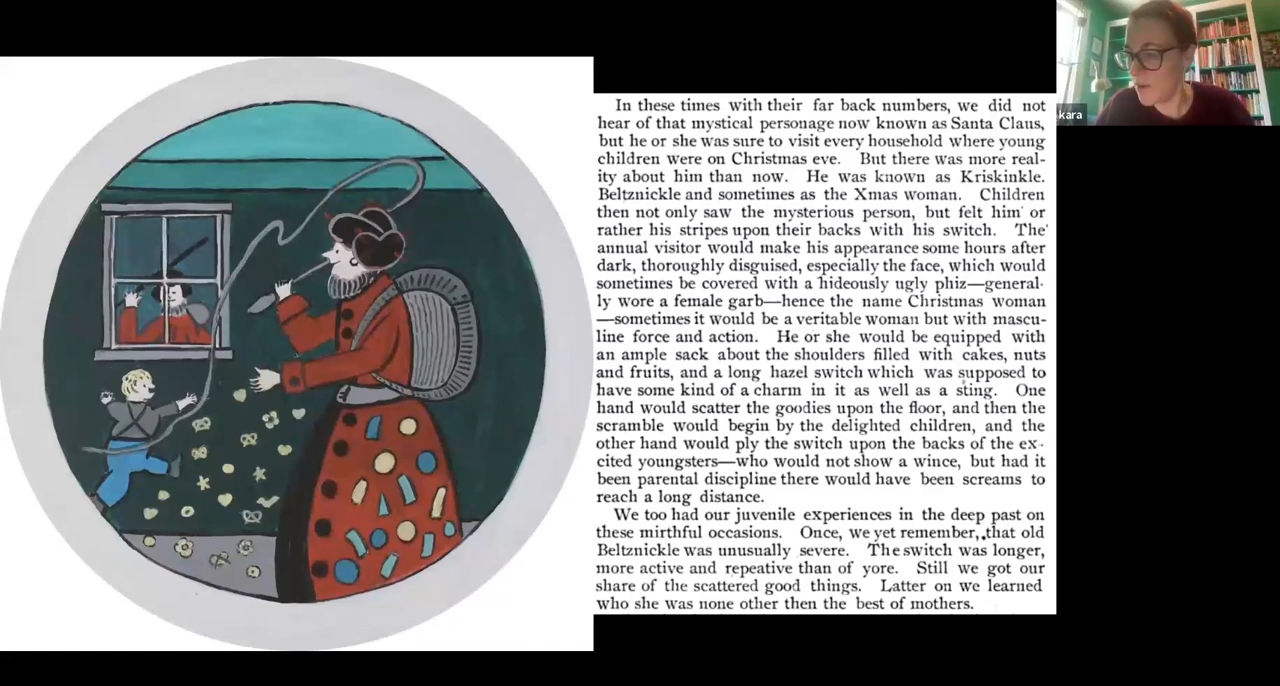 In these times with their far back numbers, we did not
hear of that mystical personage now known as Santa Claus,
but he or she was sure to visit every household where young
children were on Christmas eve. But there was more real-
ity about him than now. He was known as Kriskinkle.
Beltznickle and sometimes as the Xmas woman. Children
then not only saw the mysterious person, but felt him or
rather his stripes upon their backs with his switch. The
annual visitor would make his appearance some hours after
dark, thoroughly disguised, especially the face, which would
sometimes be covered with a hideously ugly phiz—general-
ly wore a female garb—hence the name Christmas woman
—sometimes it would be a veritable woman but with mascu-
line force and action. He or she would be equipped with
an ample sack about the shoulders filled with cakes, nuts
and fruits, and a long hazel switch which was supposed to
have some kind of a charm in it as well as a sting. One
hand would scatter the goodies upon the floor, and then the
scramble would begin by the delighted children, and the
other hand would ply the switch upon the backs of the ex-
cited youngsters—who would not show a wince, but had it
been parental discipline there would have been screams to
reach a long distance.
We too had our juvenile experiences in the deep past on
these mirthful occasions. Once, we yet remember, that old
Beltznickle was unusually severe. The switch was longer,
more active and repeative than of yore. Still we got our
share of the scattered good things. Latter on we learned
who she was none other then the best of mothers.